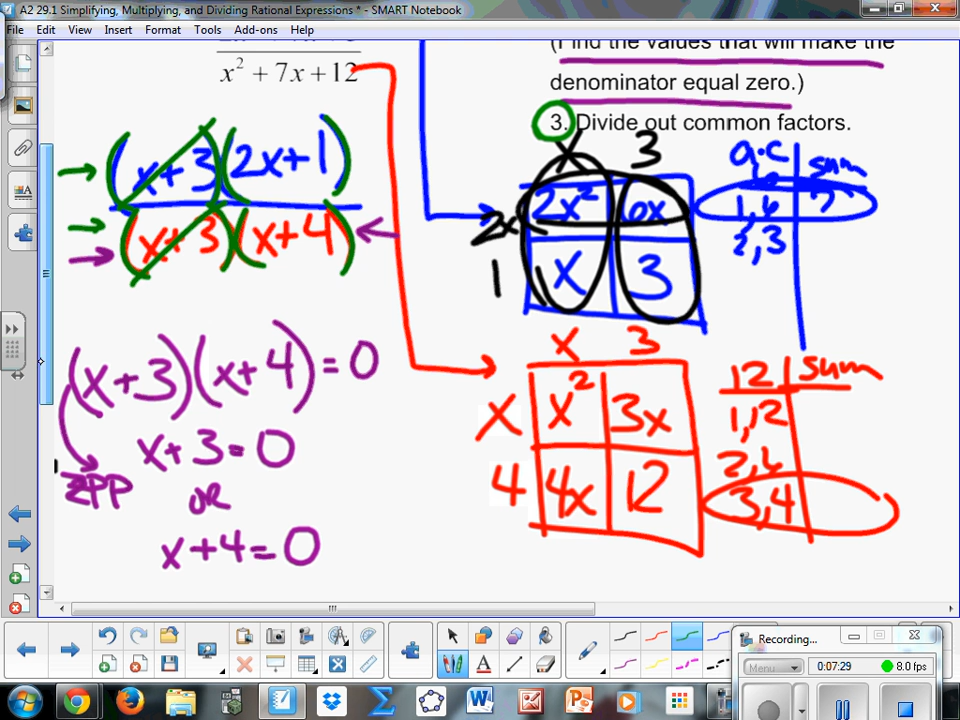 A2 29.1 Simplifying, Multiplying, and Dividing Rational Expressions * - SMART Notebook
File Edit View Insert Format Tools Add-ons Help
(Find the values that will make the
denominator equal zero.)
3. Divide out common factors.
x² + 7x + 12
(x+3)(2x+1)
(x+3)(x+4)
(x+3)(x+4)=0
ZPP
x+3=0
OR
x+4=0
x 3
2x 2x² 6x
1 x 3
a·c sum
6
1,6 7
2,3
x 3
x x² 3x
4 4x 12
12 sum
1,12
2,6
3,4
Recording...
Menu
0:07:29
8.0 fps